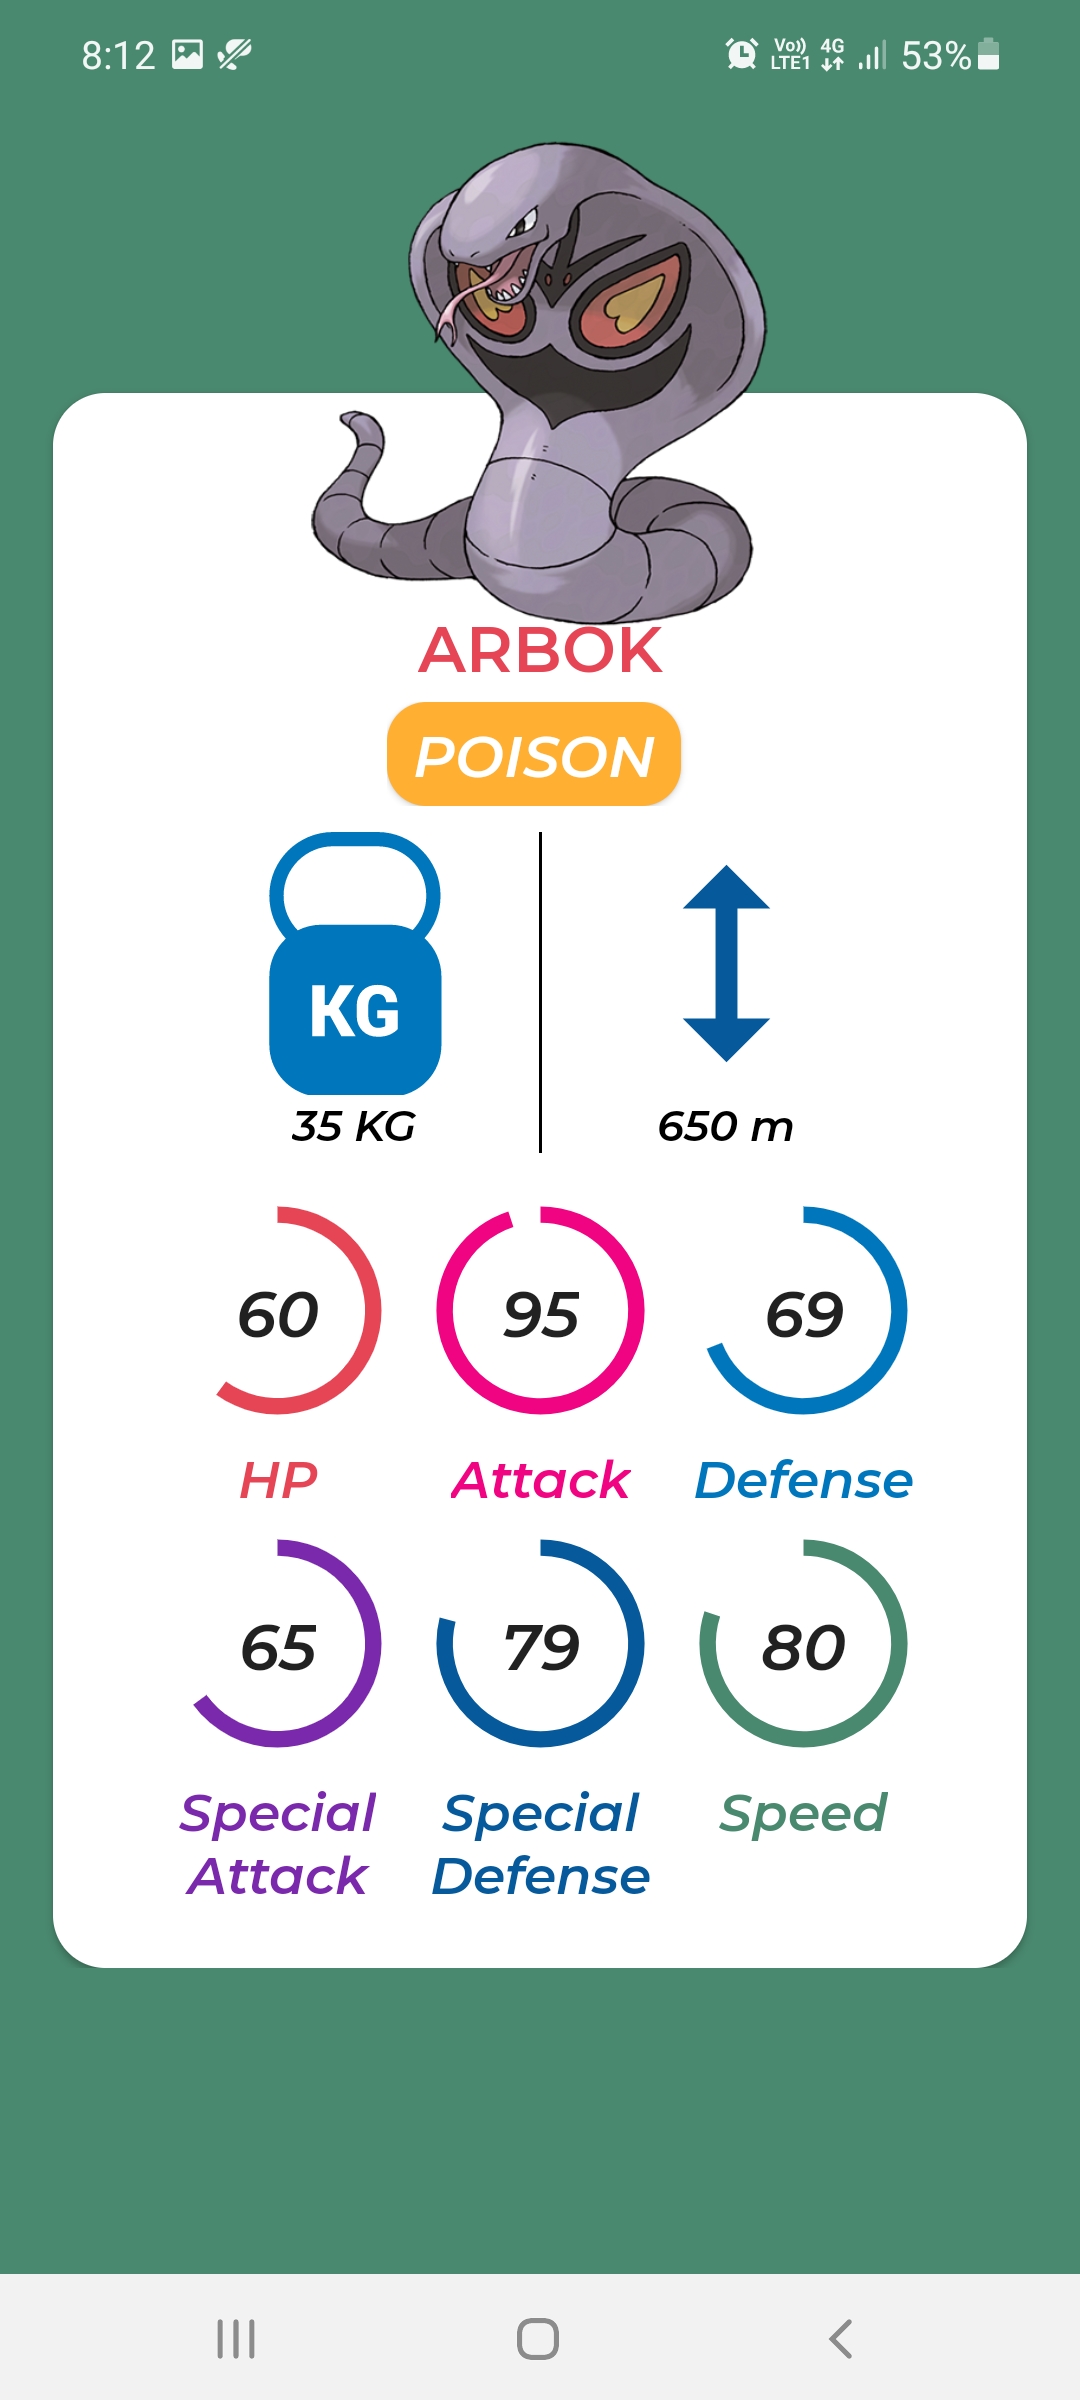 8:12
Vo)) 4G 53%
LTE1
ARBOK
POISON
KG
35 KG
650 m
60 95 69
HP Attack Defense
65 79 80
Special Special Speed
Attack Defense